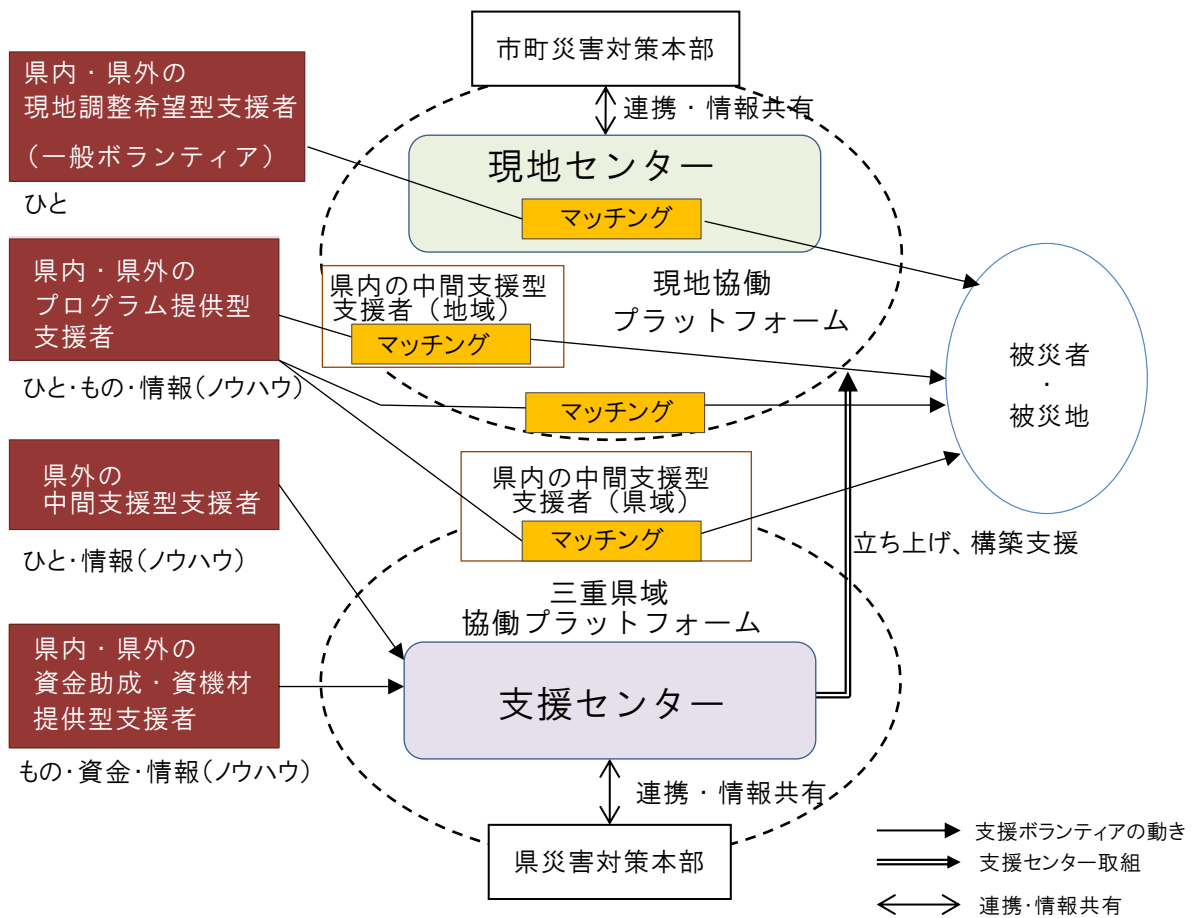 市町災害対策本部
連携・情報共有
県内・県外の
現地調整希望型支援者
（一般ボランティア）
ひと
現地センター
マッチング
県内・県外の
プログラム提供型
支援者
ひと・もの・情報（ノウハウ）
県内の中間支援型
支援者（地域）
マッチング
現地協働
プラットフォーム
マッチング
被災者
・
被災地
県外の
中間支援型支援者
ひと・情報（ノウハウ）
県内の中間支援型
支援者（県域）
マッチング
立ち上げ、構築支援
三重県域
協働プラットフォーム
県内・県外の
資金助成・資機材
提供型支援者
もの・資金・情報（ノウハウ）
支援センター
連携・情報共有
県災害対策本部
支援ボランティアの動き
支援センター取組
連携・情報共有